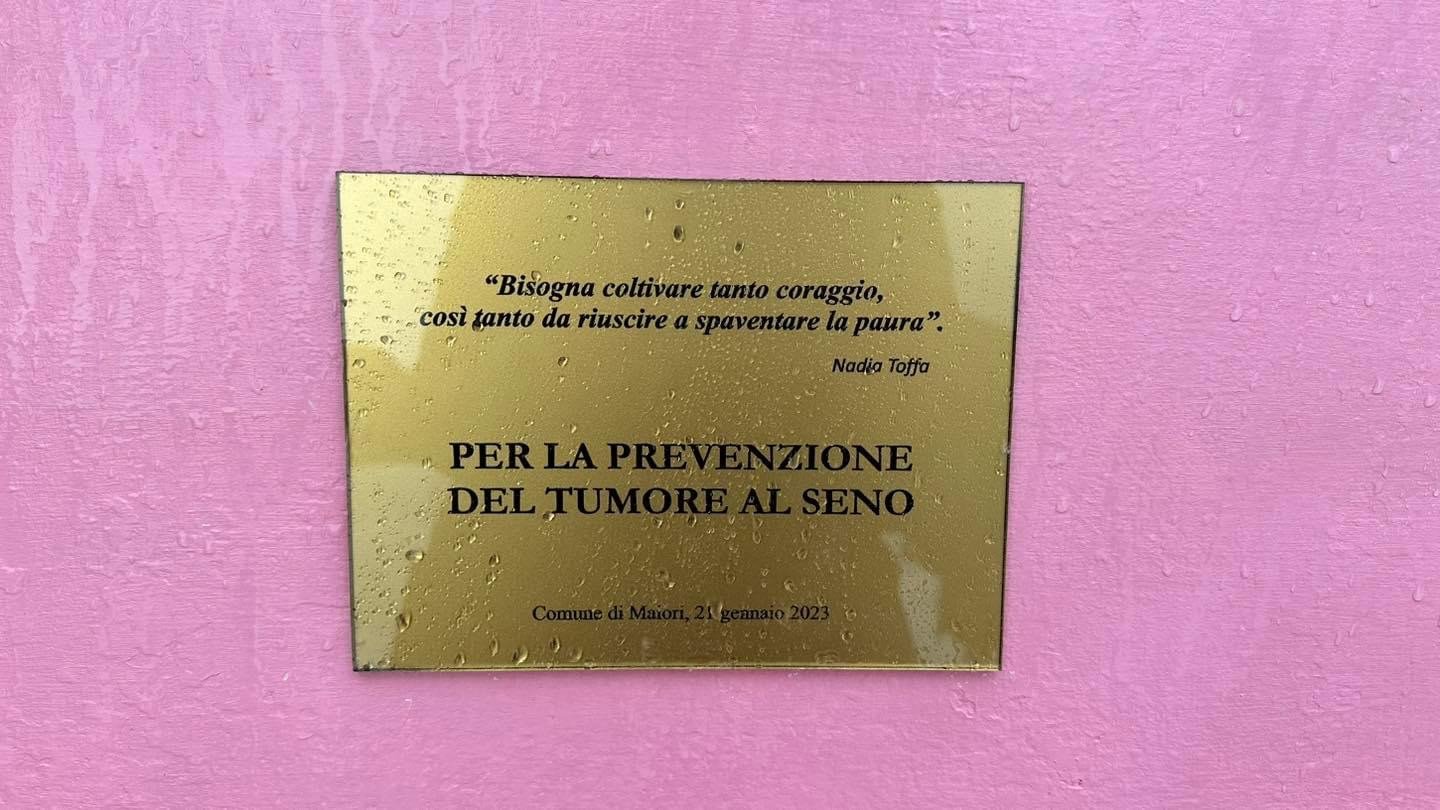 “Bisogna coltivare tanto coraggio,
così tanto da riuscire a spaventare la paura”.
Nadia Toffa
PER LA PREVENZIONE
DEL TUMORE AL SENO
Comune di Maiori, 21 gennaio 2023